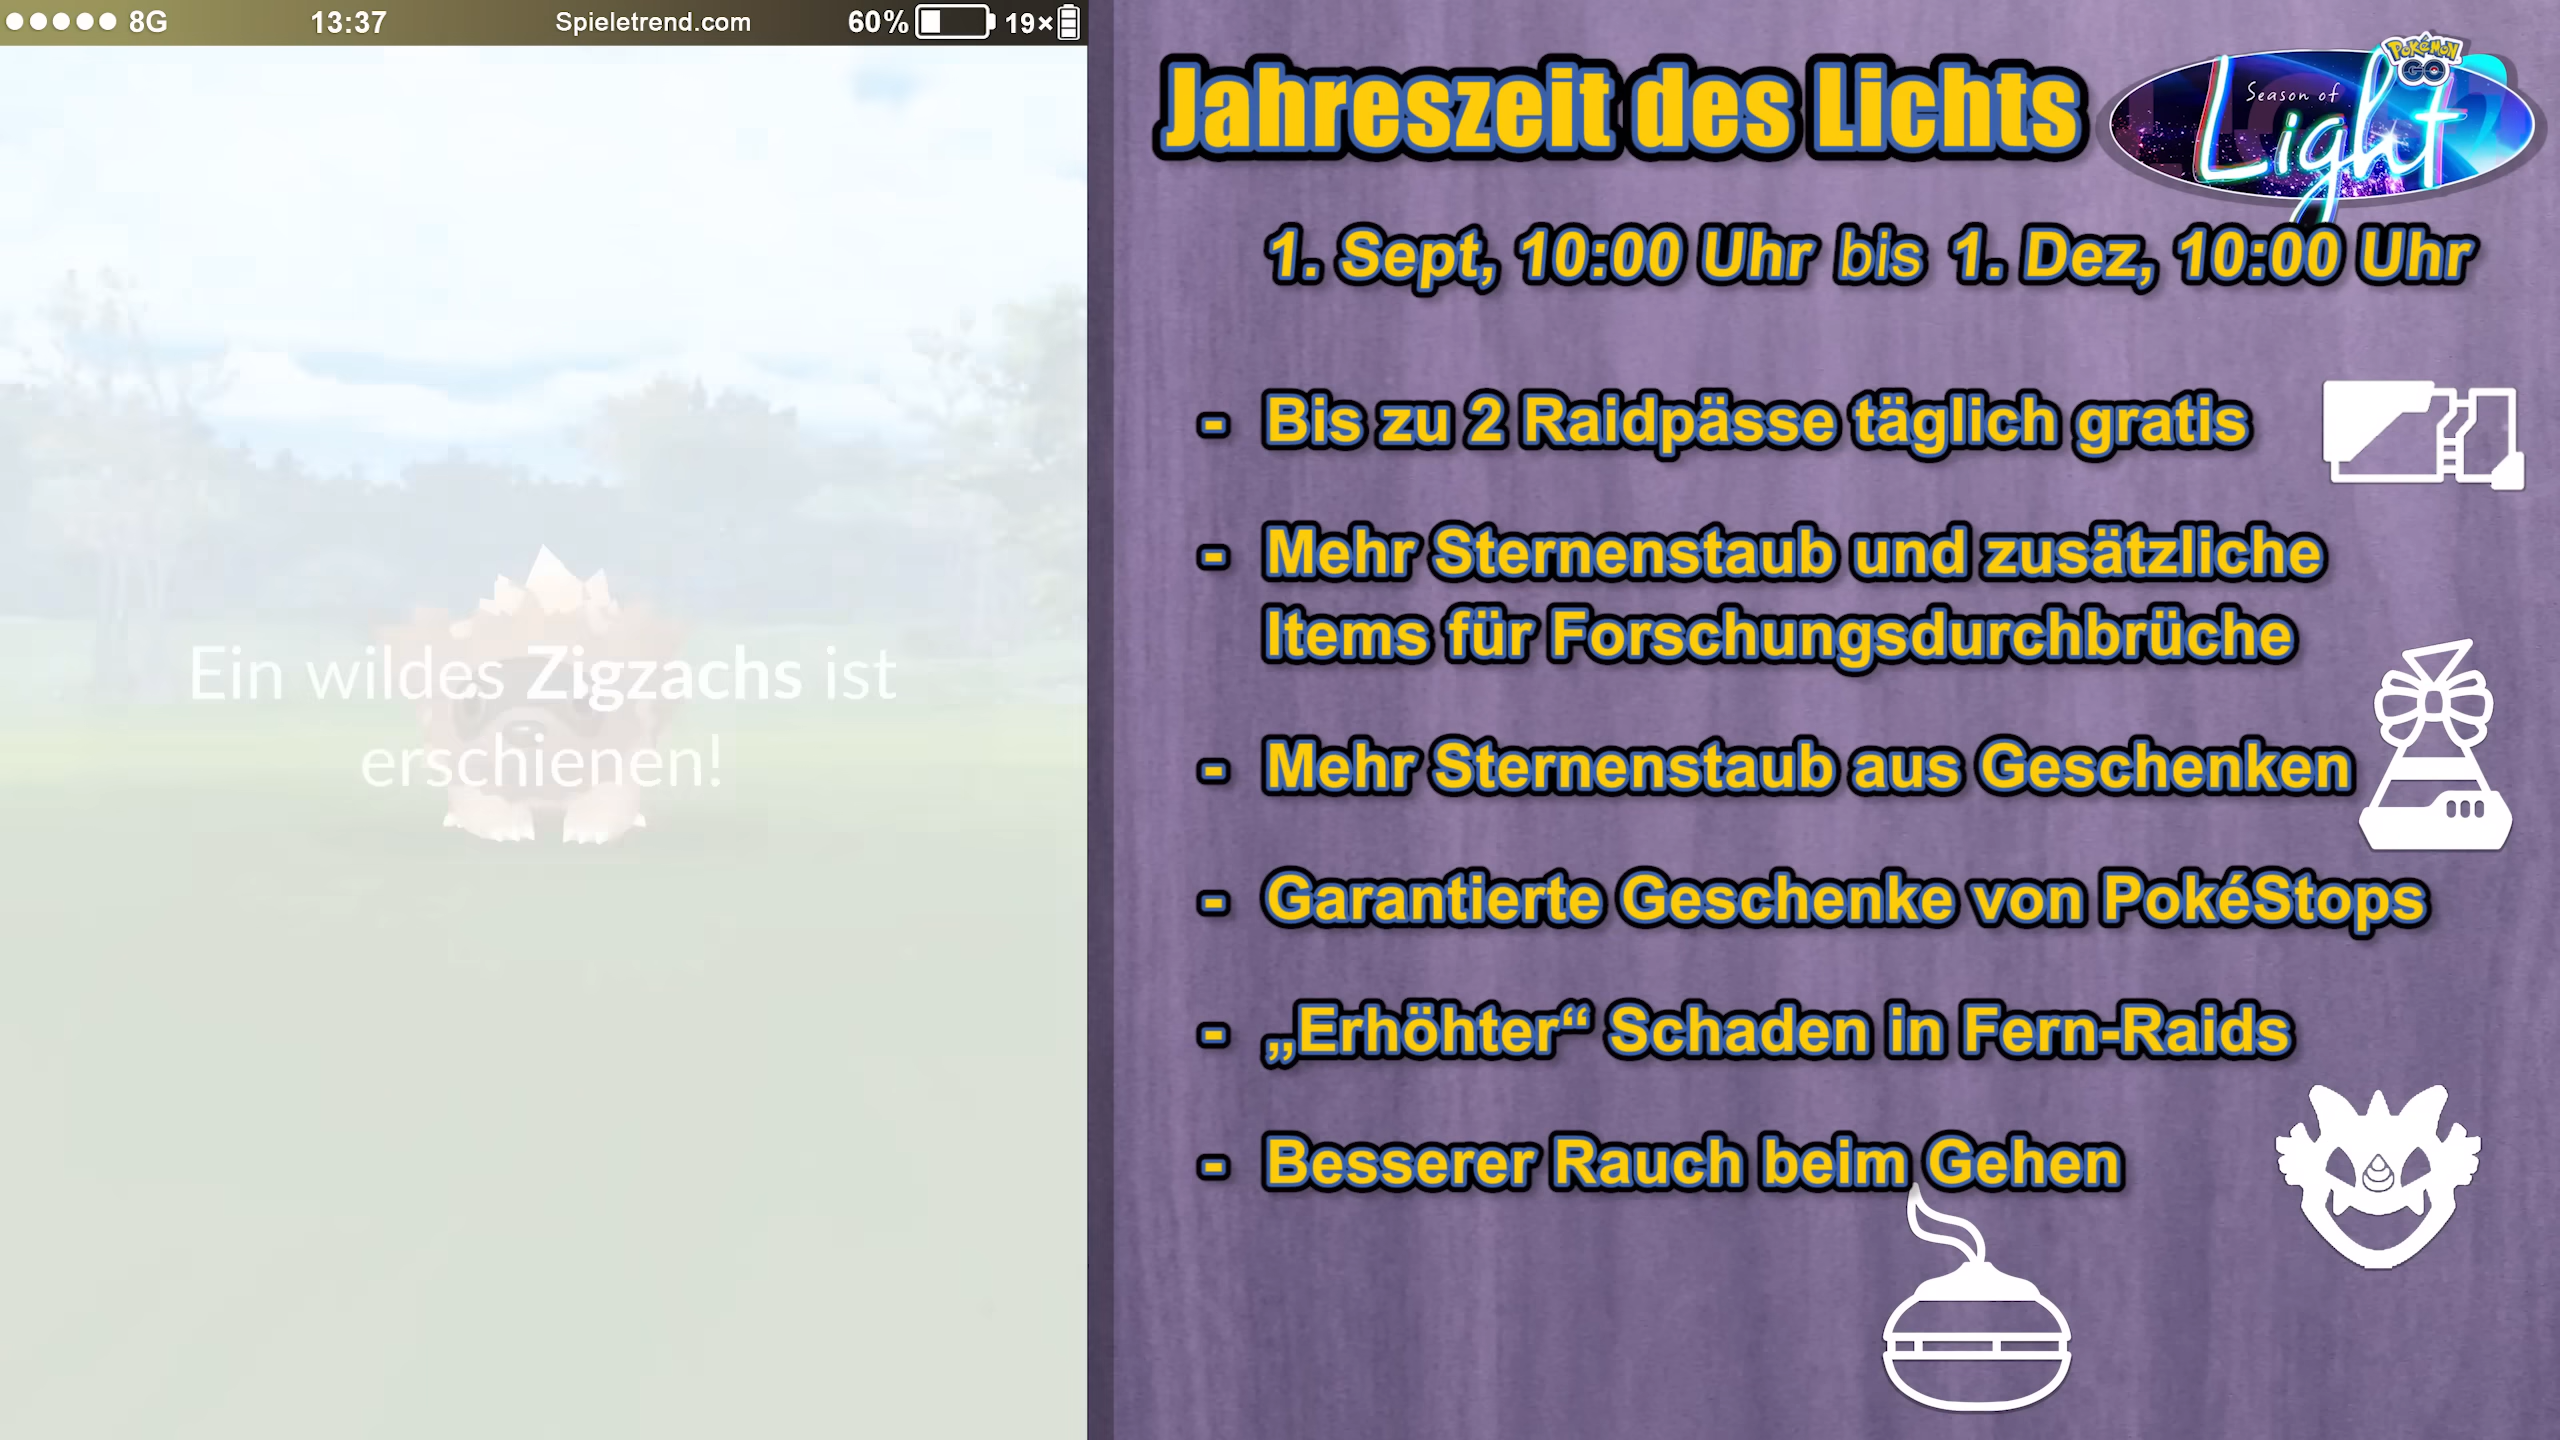 8G 13:37 Spieletrend.com 60% 19×
Ein wildes Zigzachs ist
erschienen!
Jahreszeit des Lichts
Pokémon
GO
Season of
Light
1. Sept, 10:00 Uhr bis 1. Dez, 10:00 Uhr
- Bis zu 2 Raidpässe täglich gratis
- Mehr Sternenstaub und zusätzliche
Items für Forschungsdurchbrüche
- Mehr Sternenstaub aus Geschenken
- Garantierte Geschenke von PokéStops
- „Erhöhter“ Schaden in Fern-Raids
- Besserer Rauch beim Gehen